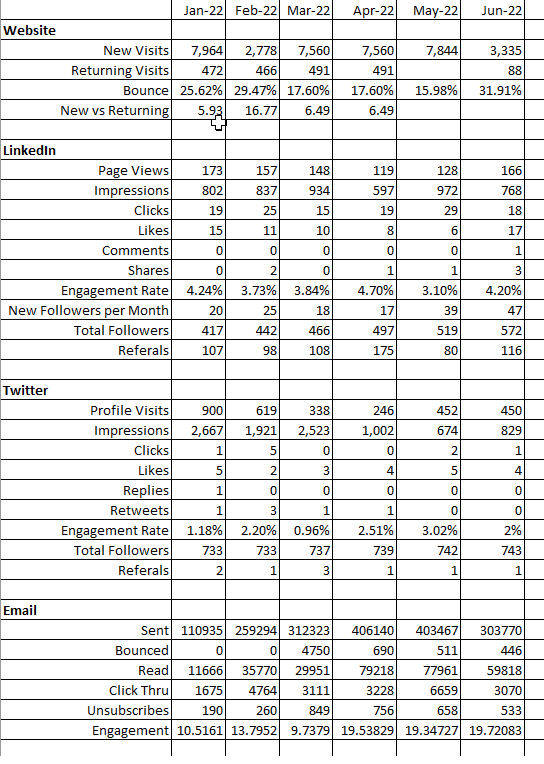 Jan-22 Feb-22 Mar-22 Apr-22 May-22 Jun-22
Website
New Visits 7,964 2,778 7,560 7,560 7,844 3,335
Returning Visits 472 466 491 491 88
Bounce 25.62% 29.47% 17.60% 17.60% 15.98% 31.91%
New vs Returning 5.93 16.77 6.49 6.49
LinkedIn
Page Views 173 157 148 119 128 166
Impressions 802 837 934 597 972 768
Clicks 19 25 15 19 29 18
Likes 15 11 10 8 6 17
Comments 0 0 0 0 0 1
Shares 0 2 0 1 1 3
Engagement Rate 4.24% 3.73% 3.84% 4.70% 3.10% 4.20%
New Followers per Month 20 25 18 17 39 47
Total Followers 417 442 466 497 519 572
Referals 107 98 108 175 80 116
Twitter
Profile Visits 900 619 338 246 452 450
Impressions 2,667 1,921 2,523 1,002 674 829
Clicks 1 5 0 0 2 1
Likes 5 2 3 4 5 4
Replies 1 0 0 0 0 0
Retweets 1 3 1 1 0 0
Engagement Rate 1.18% 2.20% 0.96% 2.51% 3.02% 2%
Total Followers 733 733 737 739 742 743
Referals 2 1 3 1 1 1
Email
Sent 110935 259294 312323 406140 403467 303770
Bounced 0 0 4750 690 511 446
Read 11666 35770 29951 79218 77961 59818
Click Thru 1675 4764 3111 3228 6659 3070
Unsubscribes 190 260 849 756 658 533
Engagement 10.5161 13.7952 9.7379 19.53829 19.34727 19.72083